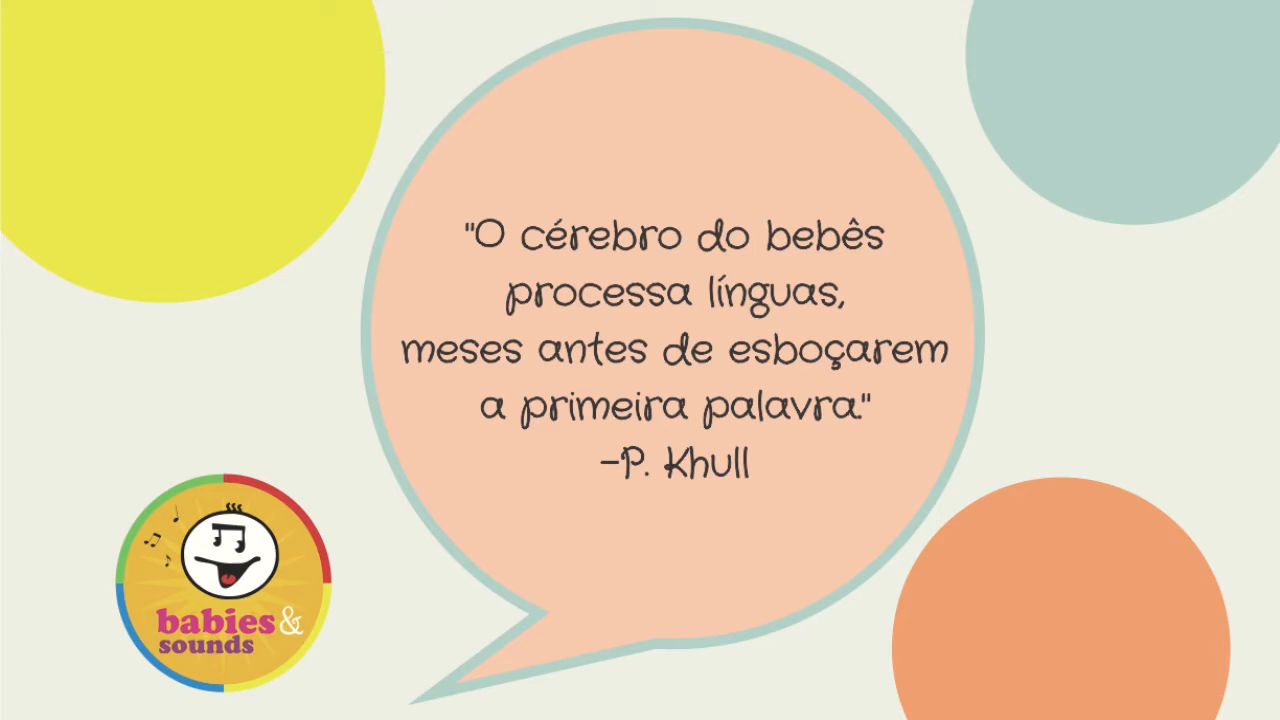 "O cérebro do bebês
processa línguas,
meses antes de esboçarem
a primeira palavra."
-P. Khull
babies &
sounds